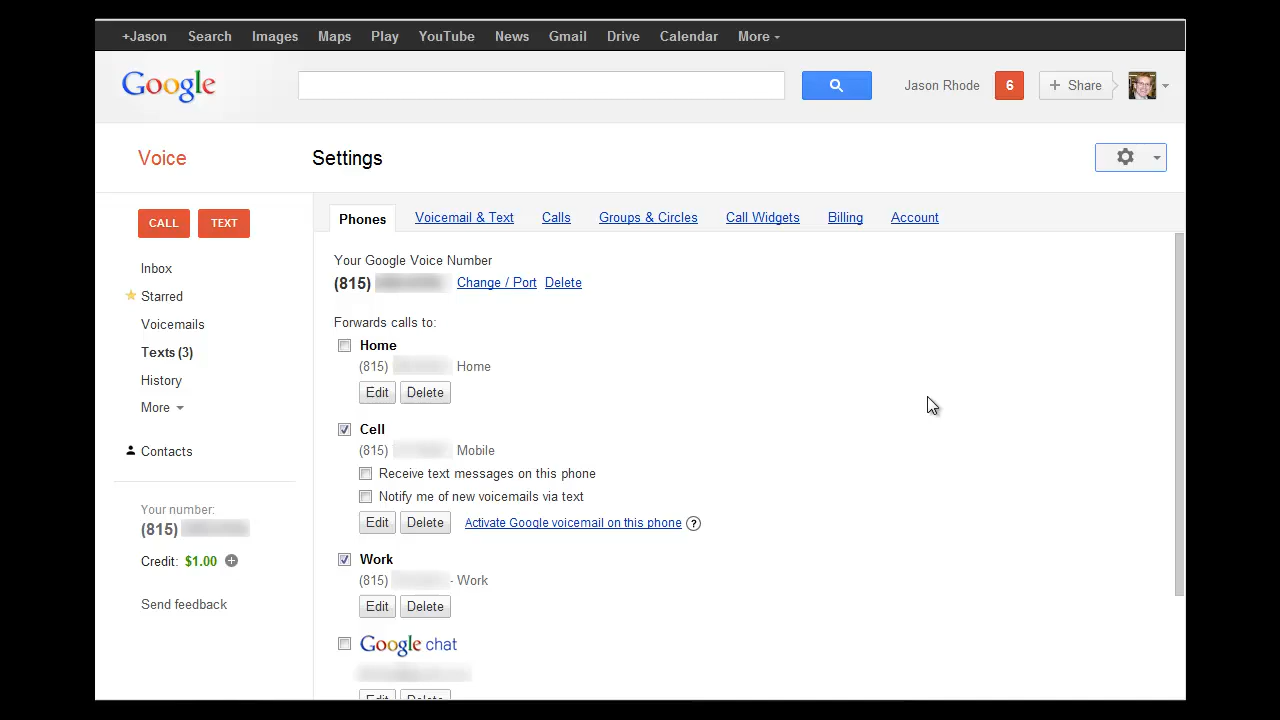 +Jason Search Images Maps Play YouTube News Gmail Drive Calendar More
Google
Jason Rhode 6 + Share
Voice
Settings
CALL TEXT
Phones Voicemail & Text Calls Groups & Circles Call Widgets Billing Account
Inbox
Starred
Voicemails
Texts (3)
History
More
Contacts
Your number:
(815)
Credit: $1.00
Send feedback
Your Google Voice Number
(815) Change / Port Delete
Forwards calls to:
Home
(815) Home
Edit Delete
Cell
(815) Mobile
Receive text messages on this phone
Notify me of new voicemails via text
Edit Delete Activate Google voicemail on this phone ?
Work
(815) - Work
Edit Delete
Google chat
Edit Delete